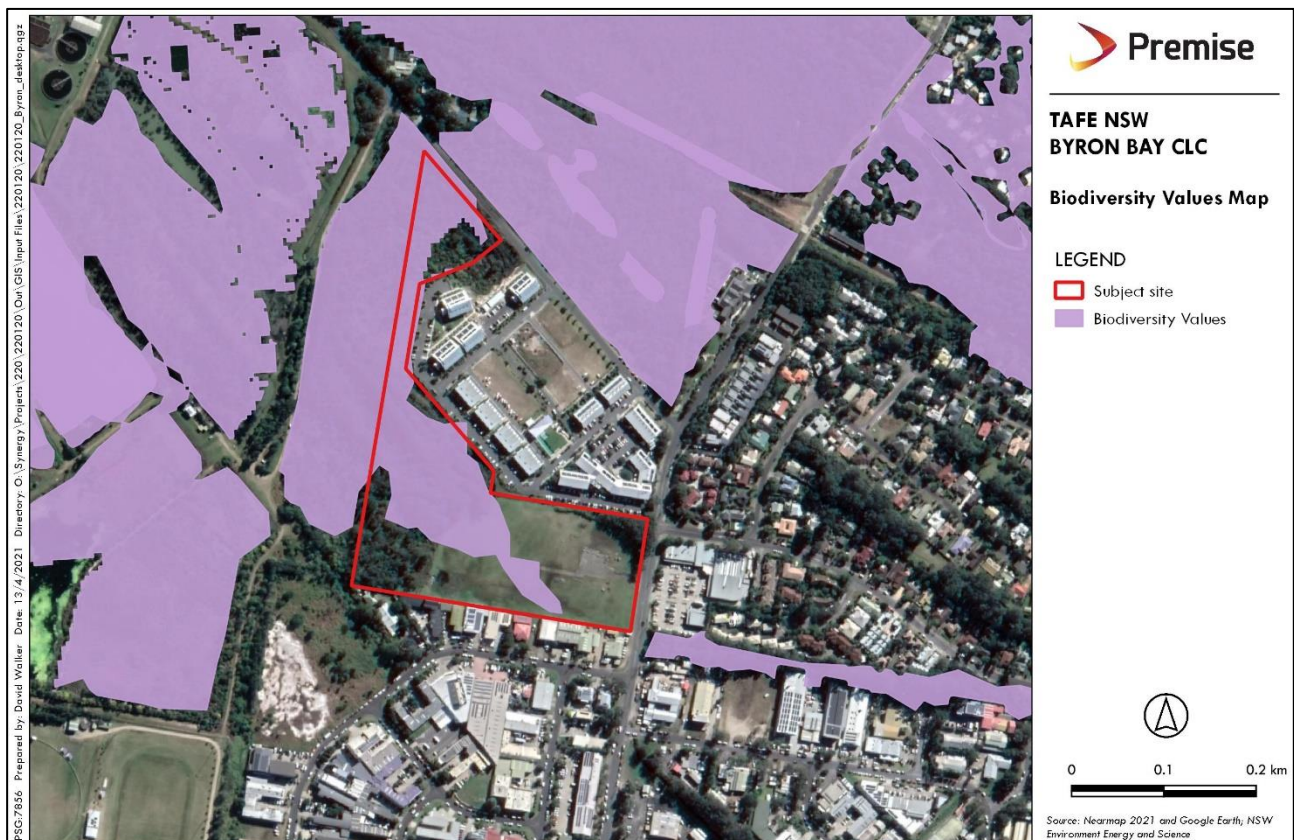 Premise
TAFE NSW
BYRON BAY CLC
Biodiversity Values Map
LEGEND
Subject site
Biodiversity Values
0 0.1 0.2 km
Source: Nearmap 2021 and Google Earth; NSW
Environment Energy and Science
PSG:7856 Prepared by: David Walker Date: 13/4/2021 Directory: O:\Synergy\Projects\220\220120\Out\GIS\Input Files\220120\220120_Byron_desktop.qgz